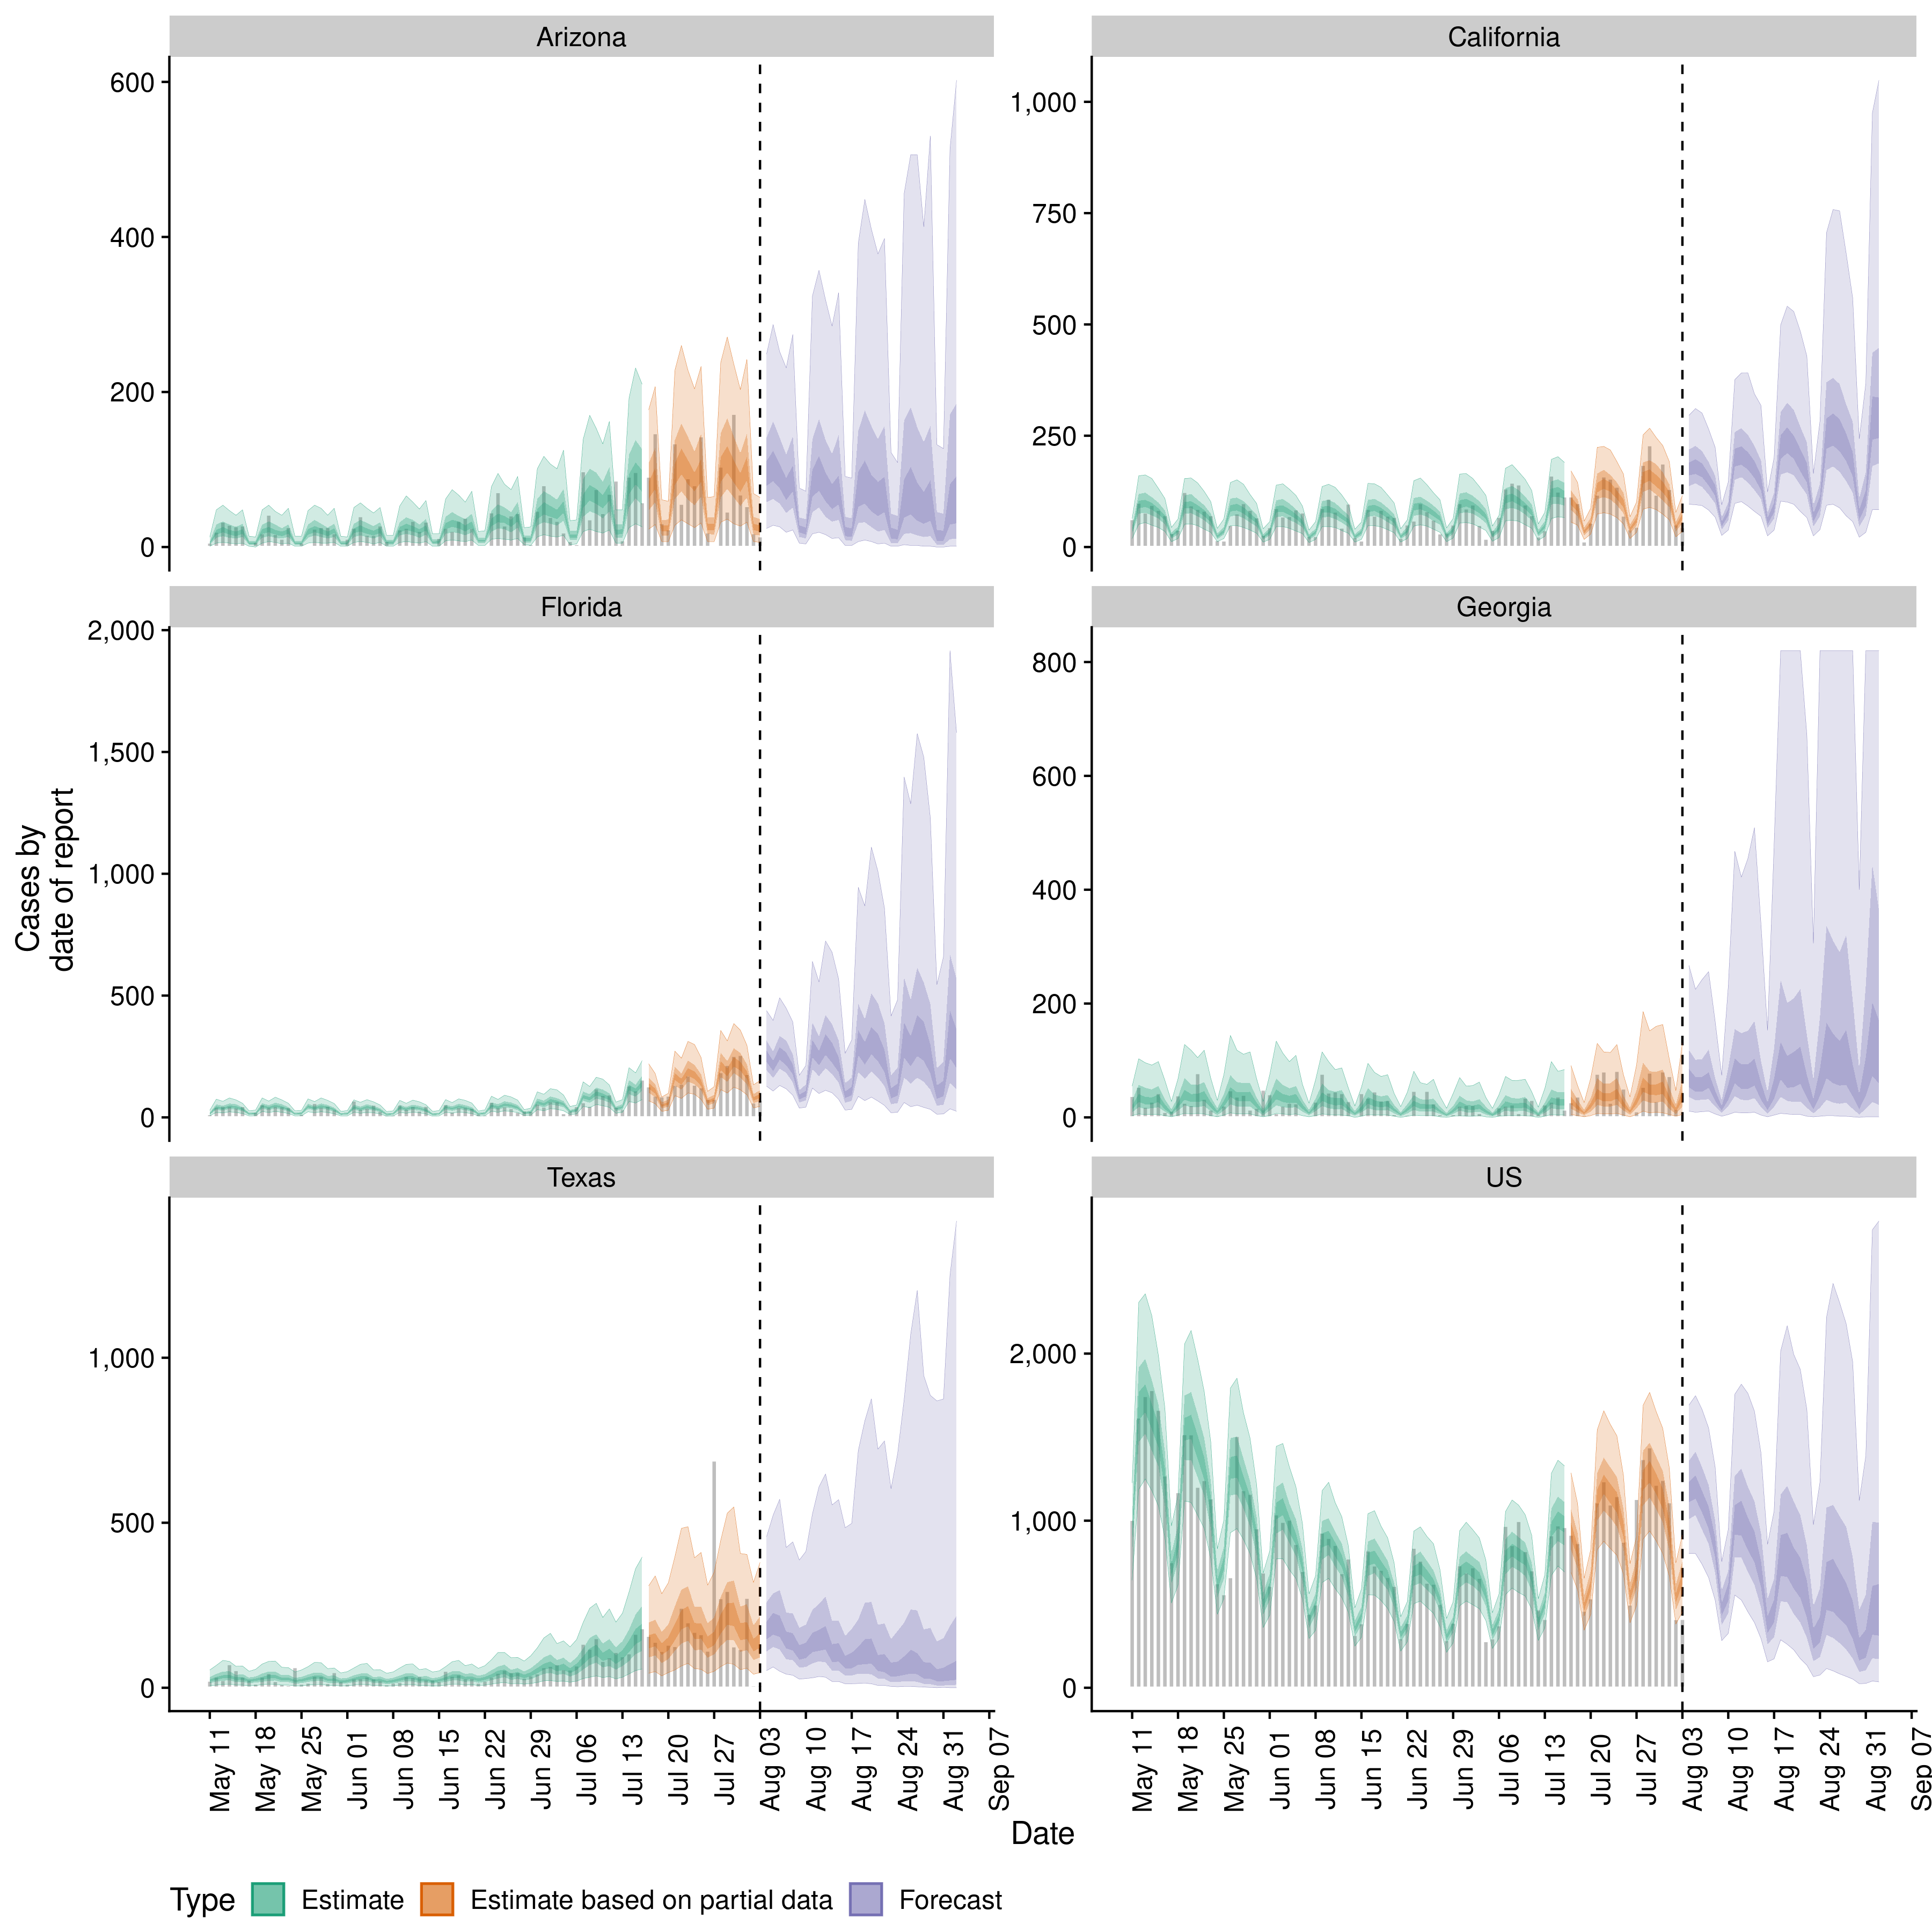 Arizona
California
600
400
200
0
1,000
750
500
250
0
Florida
Georgia
2,000
1,500
1,000
500
0
800
600
400
200
0
Cases by
date of report
Texas
US
1,000
500
0
2,000
1,000
0
May 11
May 18
May 25
Jun 01
Jun 08
Jun 15
Jun 22
Jun 29
Jul 06
Jul 13
Jul 20
Jul 27
Aug 03
Aug 10
Aug 17
Aug 24
Aug 31
Sep 07
May 11
May 18
May 25
Jun 01
Jun 08
Jun 15
Jun 22
Jun 29
Jul 06
Jul 13
Jul 20
Jul 27
Aug 03
Aug 10
Aug 17
Aug 24
Aug 31
Sep 07
Date
Type
Estimate
Estimate based on partial data
Forecast